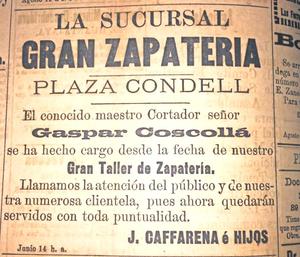 LA SUCURSAL
GRAN ZAPATERIA
PLAZA CONDELL
El conocido maestro Cortador señor
Gaspar Coscollá
se ha hecho cargo desde la fecha de nuestro
Gran Taller de Zapatería.
Llamamos la atención del público y de nues-
tra numerosa clientela, pues ahora quedarán
servidos con toda puntualidad.
J. CAFFARENA é HIJOS
Junio 14 h. a.